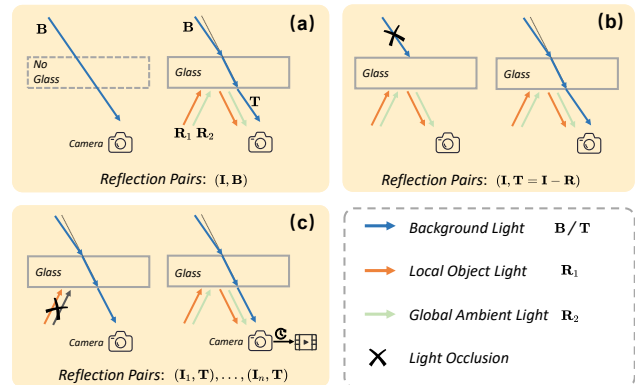 (a)
B
B
No
Glass
Glass
T
R₁ R₂
Camera
Reflection Pairs: (I, B)
(b)
Glass
Reflection Pairs: (I, T = I − R)
(c)
Glass
Glass
Camera
Camera
Reflection Pairs: (I₁, T), . . . , (Iₙ, T)
Background Light B / T
Local Object Light R₁
Global Ambient Light R₂
Light Occlusion